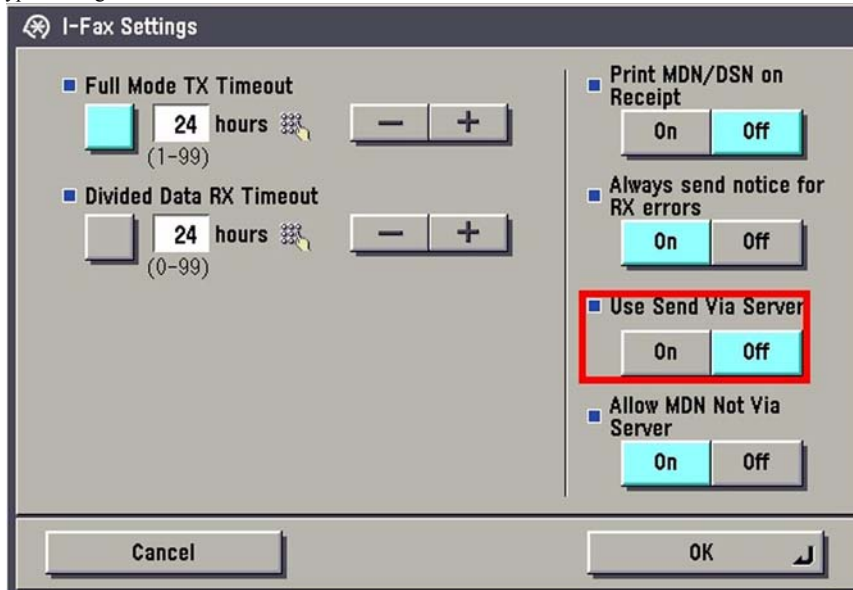 I-Fax Settings
Full Mode TX Timeout
24 hours
(1-99)
− +
Divided Data RX Timeout
24 hours
(0-99)
− +
Print MDN/DSN on
Receipt
On Off
Always send notice for
RX errors
On Off
Use Send Via Server
On Off
Allow MDN Not Via
Server
On Off
Cancel
OK